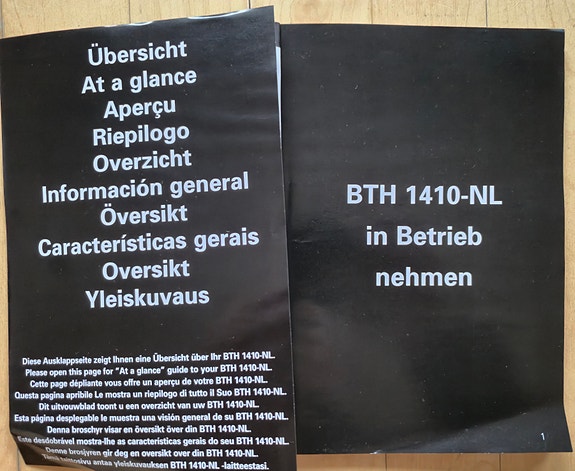 Übersicht
At a glance
Aperçu
Riepilogo
Overzicht
Información general
Översikt
Características gerais
Oversikt
Yleiskuvaus
Diese Ausklappseite zeigt Ihnen eine Übersicht über Ihr BTH 1410-NL.
Please open this page for “At a glance” guide to your BTH 1410-NL.
Cette page dépliante vous offre un aperçu de votre BTH 1410-NL.
Questa pagina apribile Le mostra un riepilogo di tutto il Suo BTH 1410-NL.
Dit uitvouwblad toont u een overzicht van uw BTH 1410-NL.
Esta página desplegable le muestra una visión general de su BTH 1410-NL.
Denna broschyr visar en översikt över din BTH 1410-NL.
Este desdobrável mostra-lhe as características gerais do seu BTH 1410-NL.
Denne brosjyren gir deg en oversikt over din BTH 1410-NL.
Tämä taittosivu antaa yleiskuvauksen BTH 1410-NL -laitteestasi.
BTH 1410-NL
in Betrieb
nehmen
1